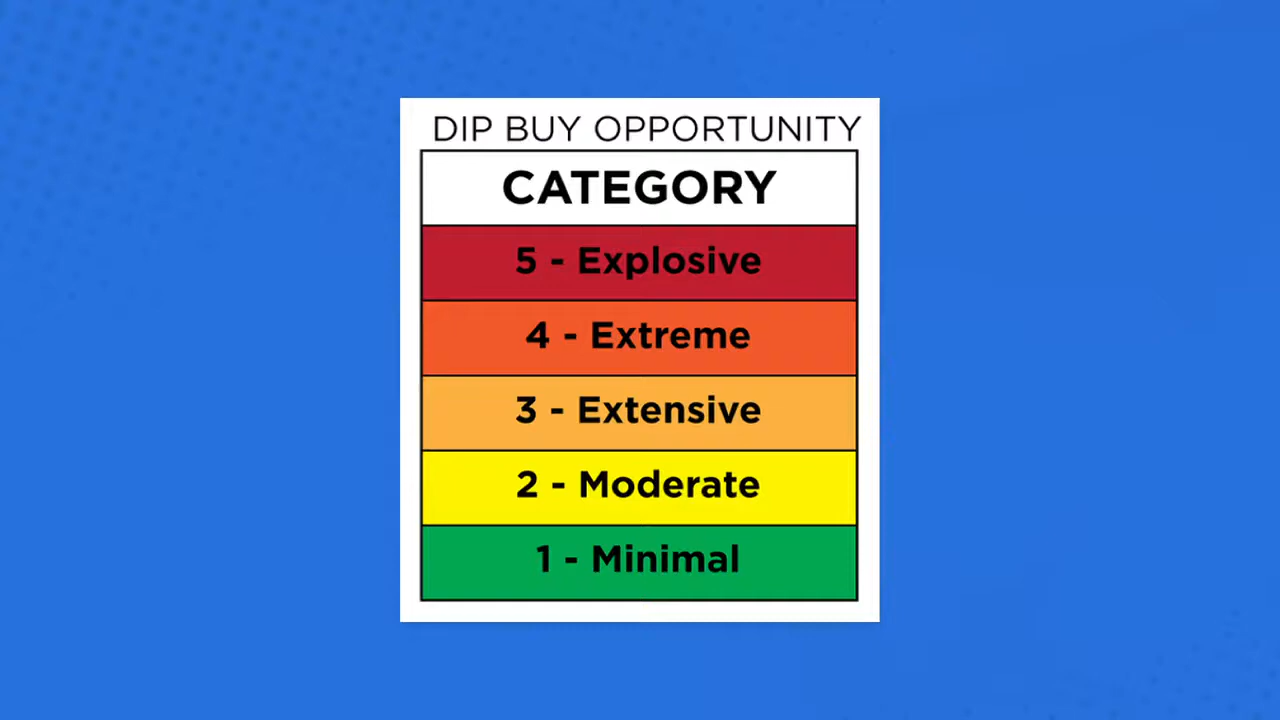 DIP BUY OPPORTUNITY
CATEGORY
5 - Explosive
4 - Extreme
3 - Extensive
2 - Moderate
1 - Minimal